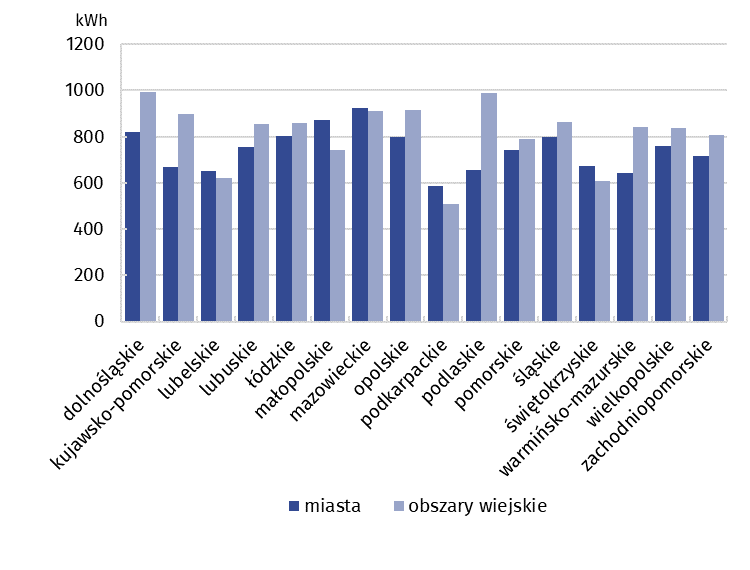 kWh
1200
1000
800
600
400
200
0
dolnośląskie
kujawsko-pomorskie
lubelskie
lubuskie
łódzkie
małopolskie
mazowieckie
opolskie
podkarpackie
podlaskie
pomorskie
śląskie
świętokrzyskie
warmińsko-mazurskie
wielkopolskie
zachodniopomorskie
miasta obszary wiejskie